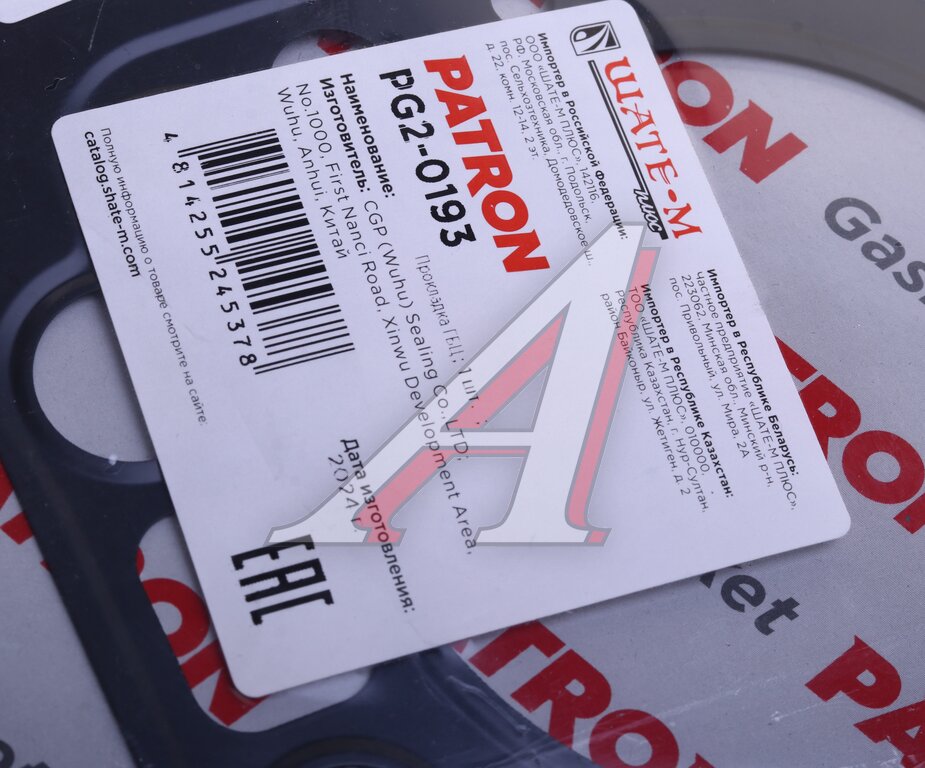 ШАТЕ-М
ПЛЮС
Импортер в Российской Федерации:
ООО «ШАТЕ-М ПЛЮС», 142116,
РФ, Московская обл., г. Подольск,
пос. Сельхозтехника, Домодедовское ш.,
д. 22, комн. 12-14, 2 эт.
Импортер в Республике Беларусь:
частное предприятие «ШАТЕ-М ПЛЮС»,
223062, Минская обл., Минский р-н,
пос. Привольный, ул. Мира, 2А
Импортер в Республике Казахстан:
ТОО «ШАТЕ-М ПЛЮС», 010000,
республика Казахстан, г. Нур-Султан,
район Байконыр, ул. Жетиген, д. 2
PATRON
PG2-0193
Прокладка ГБЦ; 1 шт.;
Наименование:
Изготовитель: CGP (Wuhu) Sealing Co., LTD;
No.1000, First Nanci Road, Xinwu Development Area,
Wuhu, Anhui, Китай
Дата изготовления:
2024 г.
4 814255 245378
EAC
Полную информацию о товаре смотрите на сайте:
catalog.shate-m.com
A
PATRON
PATRON
PATRON